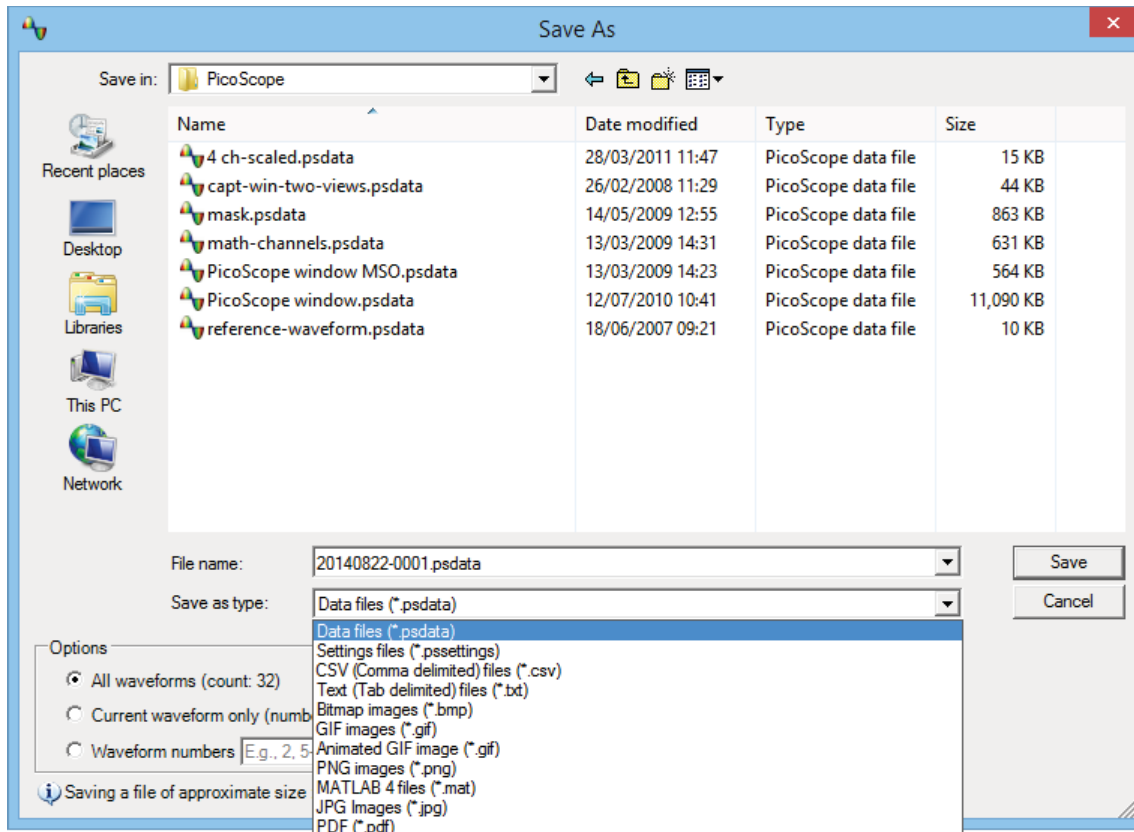 Save As
Save in: PicoScope
Name Date modified Type Size
4 ch-scaled.psdata 28/03/2011 11:47 PicoScope data file 15 KB
capt-win-two-views.psdata 26/02/2008 11:29 PicoScope data file 44 KB
mask.psdata 14/05/2009 12:55 PicoScope data file 863 KB
math-channels.psdata 13/03/2009 14:31 PicoScope data file 631 KB
PicoScope window MSO.psdata 13/03/2009 14:23 PicoScope data file 564 KB
PicoScope window.psdata 12/07/2010 10:41 PicoScope data file 11,090 KB
reference-waveform.psdata 18/06/2007 09:21 PicoScope data file 10 KB
Recent places
Desktop
Libraries
This PC
Network
File name: 20140822-0001.psdata Save
Save as type: Data files (*.psdata) Cancel
Data files (*.psdata)
Settings files (*.pssettings)
CSV (Comma delimited) files (*.csv)
Text (Tab delimited) files (*.txt)
Bitmap images (*.bmp)
GIF images (*.gif)
Animated GIF image (*.gif)
PNG images (*.png)
MATLAB 4 files (*.mat)
JPG Images (*.jpg)
PDF (*.pdf)
Options
All waveforms (count: 32)
Current waveform only (numb
Waveform numbers E.g., 2, 5-
Saving a file of approximate size